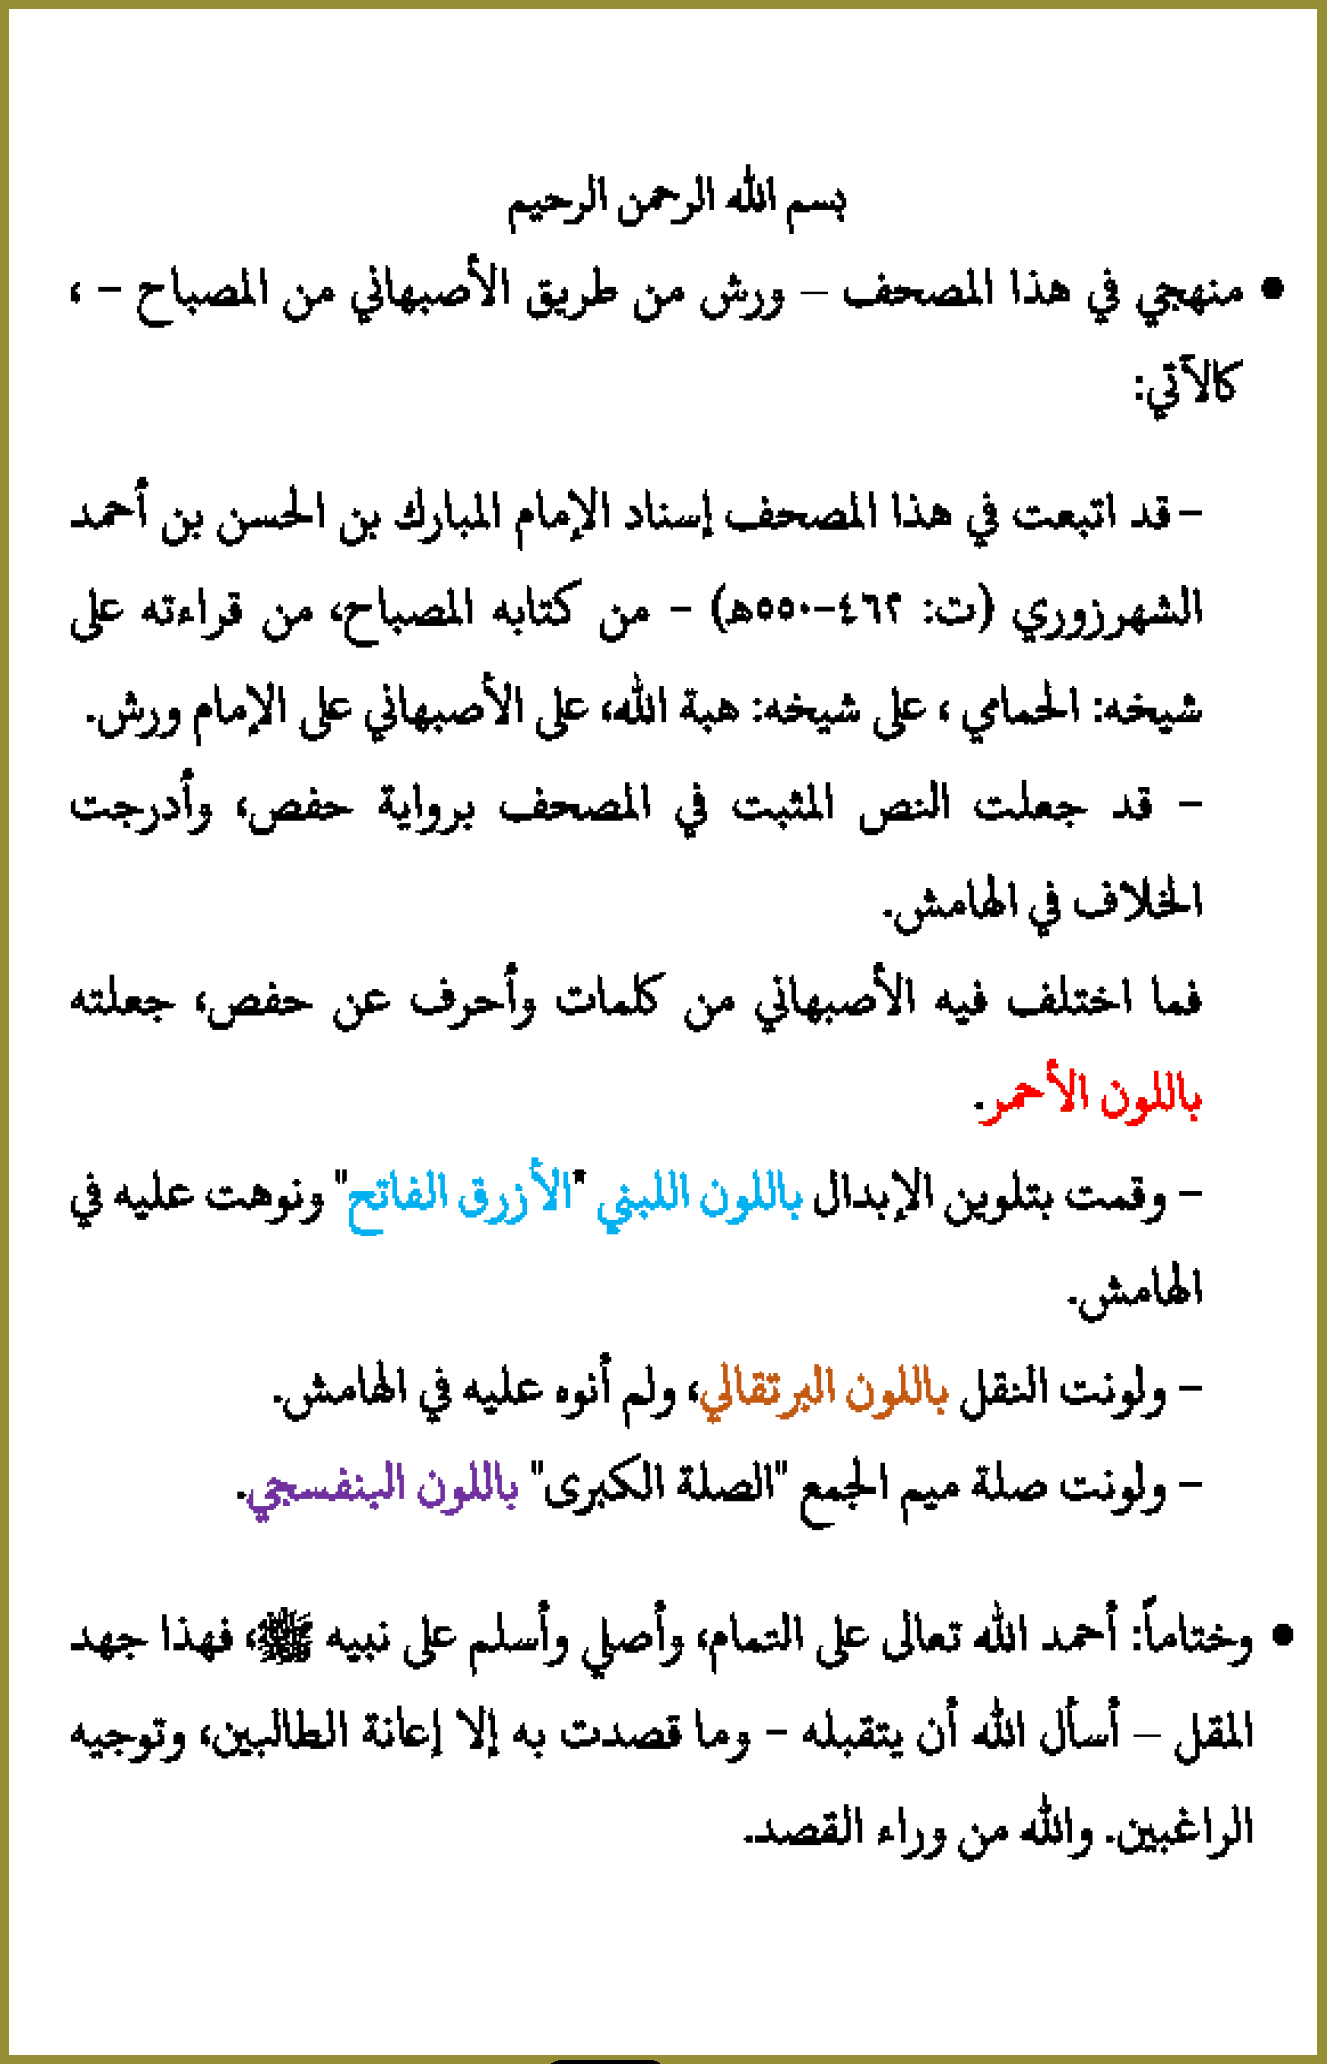 بسم الله الرحمن الرحيم
• منهجي في هذا المصحف – ورش من طريق الأصبهاني من المصباح - ،
كالآتي:
- قد اتبعت في هذا المصحف إسناد الإمام المبارك بن الحسن بن أحمد
الشهرزوري (ت: ٤٦٢-٥٥٠هـ) - من كتابه المصباح، من قراءته على
شيخه: الحمامي ، على شيخه: هبة الله، على الأصبهاني على الإمام ورش.
- قد جعلت النص المثبت في المصحف برواية حفص، وأدرجت
الخلاف في الهامش.
فما اختلف فيه الأصبهاني من كلمات وأحرف عن حفص، جعلته
باللون الأحمر.
- وقمت بتلوين الإبدال باللون اللبني "الأزرق الفاتح" ونوهت عليه في
الهامش.
- ولونت النقل باللون البرتقالي، ولم أنوه عليه في الهامش.
- ولونت صلة ميم الجمع "الصلة الكبرى" باللون البنفسجي.
• وختاماً: أحمد الله تعالى على التمام، وأصلي وأسلم على نبيه ﷺ، فهذا جهد
المقل – أسأل الله أن يتقبله - وما قصدت به إلا إعانة الطالبين، وتوجيه
الراغبين. والله من وراء القصد.